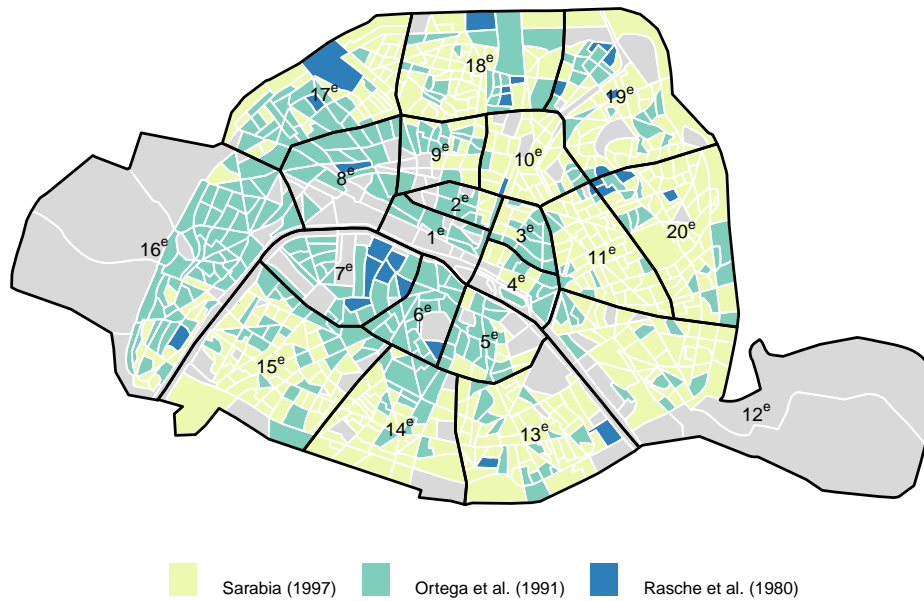 18ᵉ
17ᵉ
19ᵉ
9ᵉ
10ᵉ
8ᵉ
2ᵉ
1ᵉ
3ᵉ
20ᵉ
16ᵉ
11ᵉ
7ᵉ
4ᵉ
6ᵉ
5ᵉ
15ᵉ
12ᵉ
14ᵉ
13ᵉ
Sarabia (1997) Ortega et al. (1991) Rasche et al. (1980)